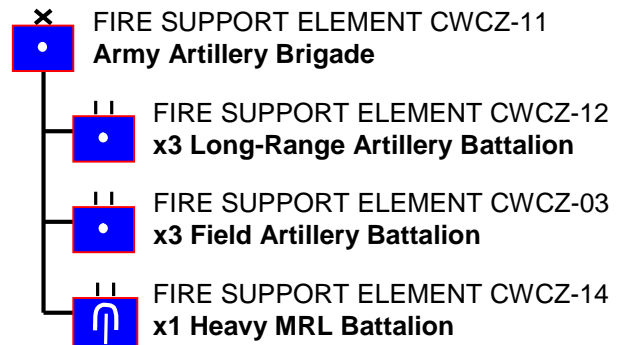 FIRE SUPPORT ELEMENT CWCZ-11
Army Artillery Brigade
FIRE SUPPORT ELEMENT CWCZ-12
x3 Long-Range Artillery Battalion
FIRE SUPPORT ELEMENT CWCZ-03
x3 Field Artillery Battalion
FIRE SUPPORT ELEMENT CWCZ-14
x1 Heavy MRL Battalion